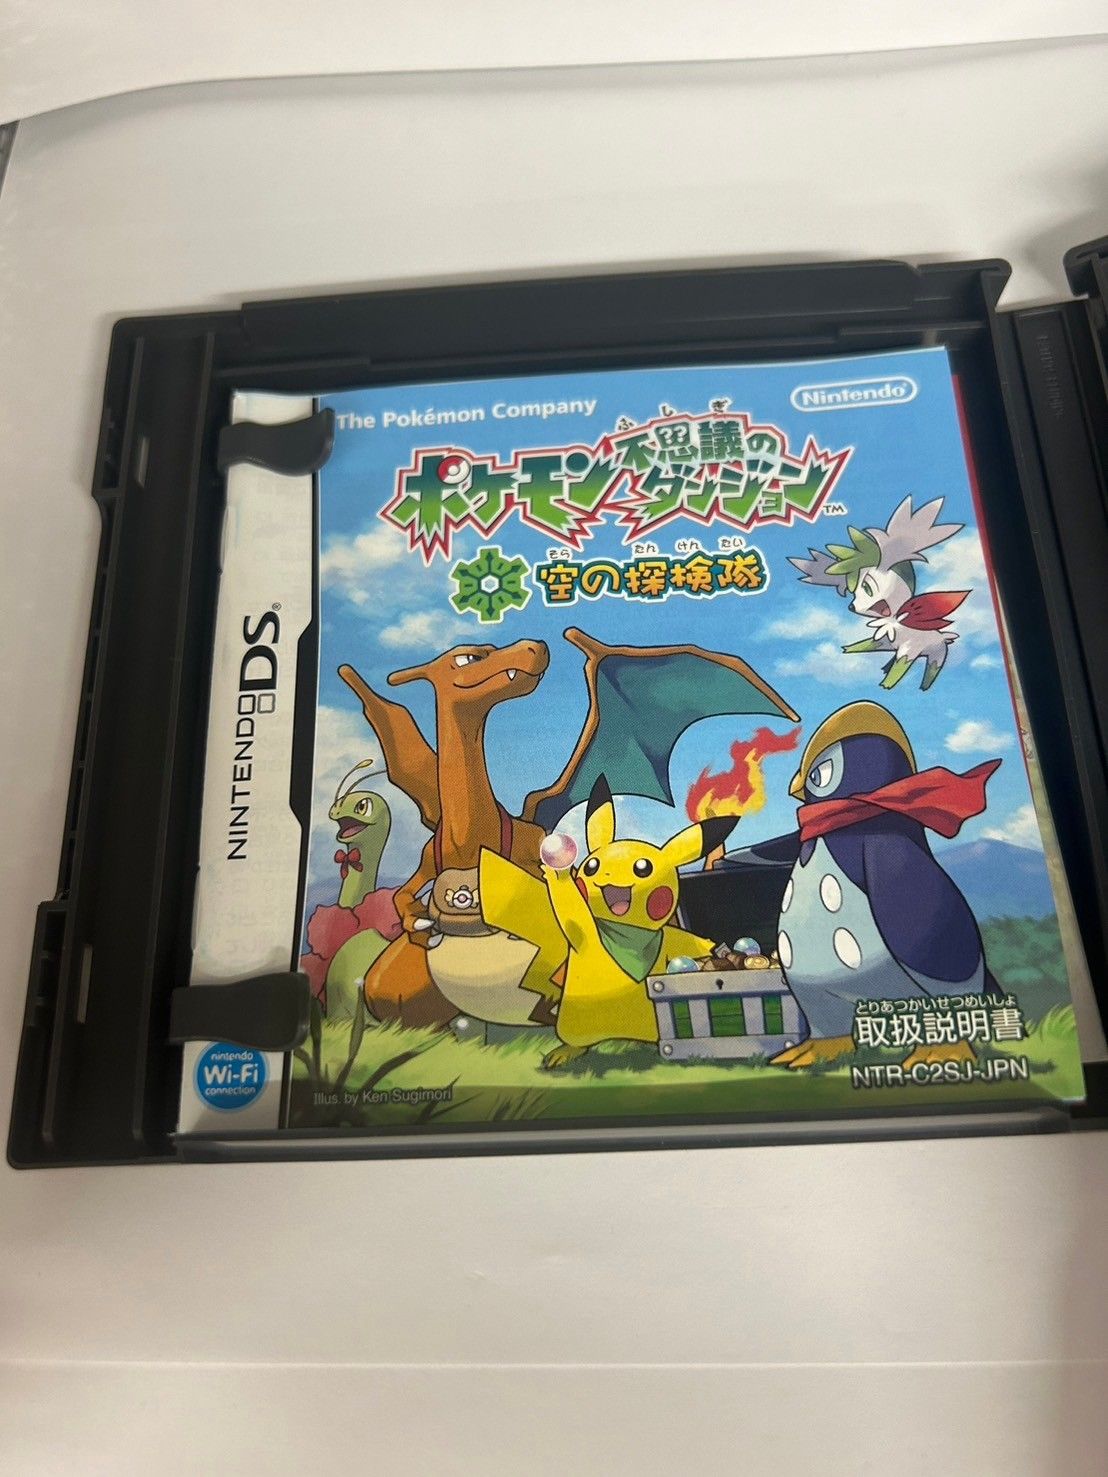 The Pokémon Company
Nintendo
ふしぎ
ポケモン不思議の
ダンジョン™
そら たんけんたい
空の探検隊
NINTENDO DS®
nintendo
Wi-Fi
connection
Illus. by Ken Sugimori
とりあつかいせつめいしょ
取扱説明書
NTR-C2SJ-JPN